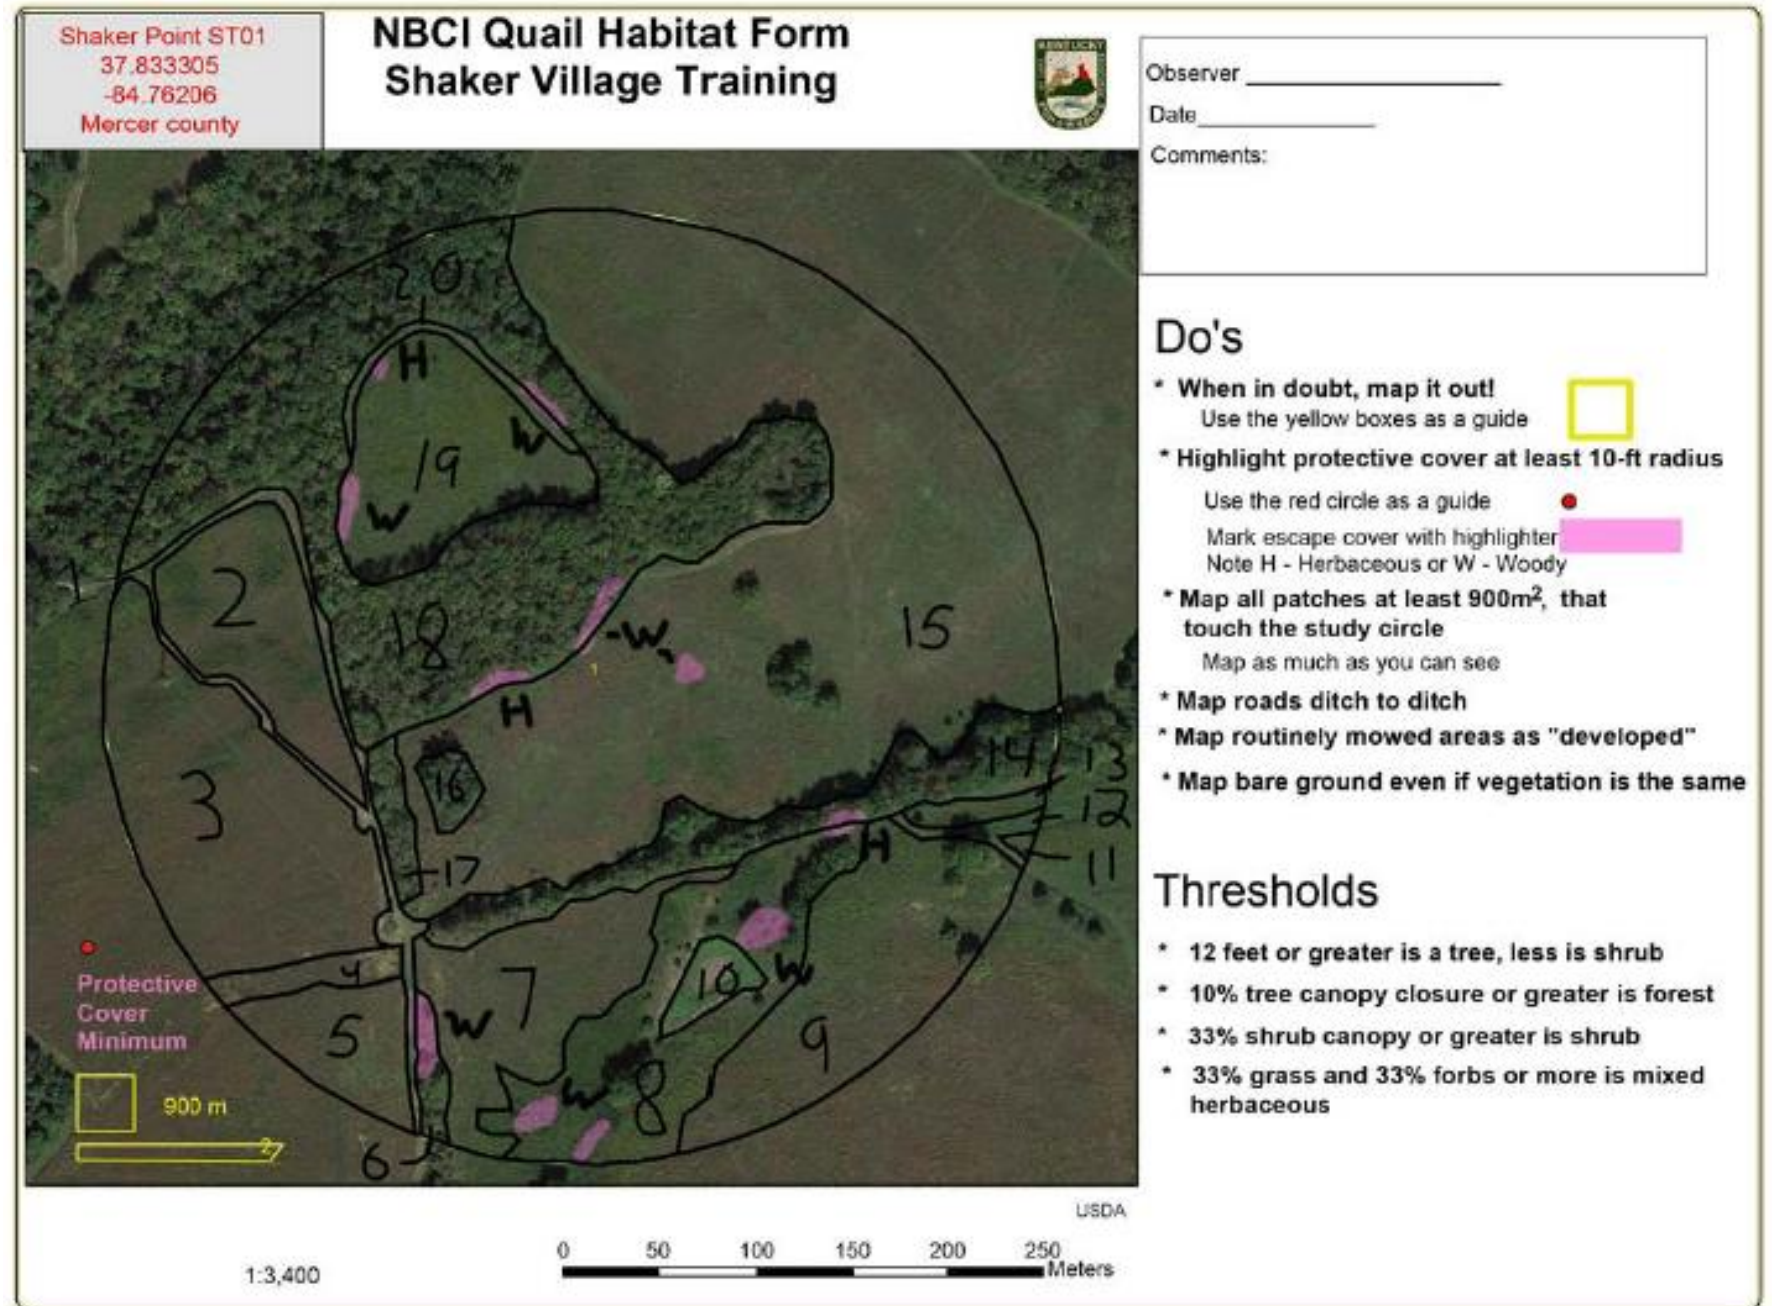 Shaker Point ST01
37.833305
-84.76206
Mercer county
NBCI Quail Habitat Form
Shaker Village Training
KENTUCKY
Observer
Date
Comments:
20
H
W
19
W
1
2
18
-W
15
1
H
3
16
14
13
12
11
H
17
4
7
10
W
5
W
9
W
8
6
Protective
Cover
Minimum
900 m
2
Do's
* When in doubt, map it out!
Use the yellow boxes as a guide
* Highlight protective cover at least 10-ft radius
Use the red circle as a guide
Mark escape cover with highlighter
Note H - Herbaceous or W - Woody
* Map all patches at least 900m², that
touch the study circle
Map as much as you can see
* Map roads ditch to ditch
* Map routinely mowed areas as "developed"
* Map bare ground even if vegetation is the same
Thresholds
* 12 feet or greater is a tree, less is shrub
* 10% tree canopy closure or greater is forest
* 33% shrub canopy or greater is shrub
* 33% grass and 33% forbs or more is mixed
herbaceous
USDA
1:3,400
0 50 100 150 200 250
Meters